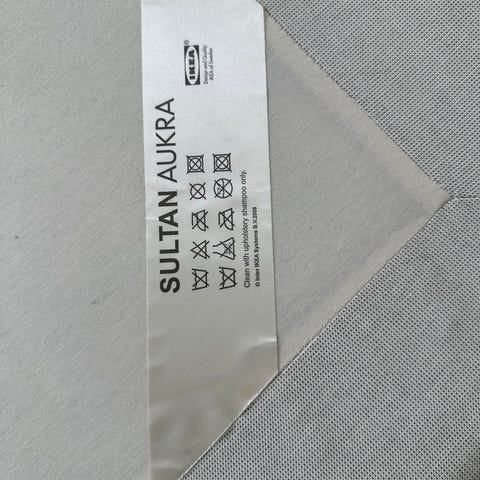 IKEA®
Design and Quality
IKEA of Sweden
SULTAN AUKRA
Clean with upholstery shampoo only.
© Inter IKEA Systems B.V.2008